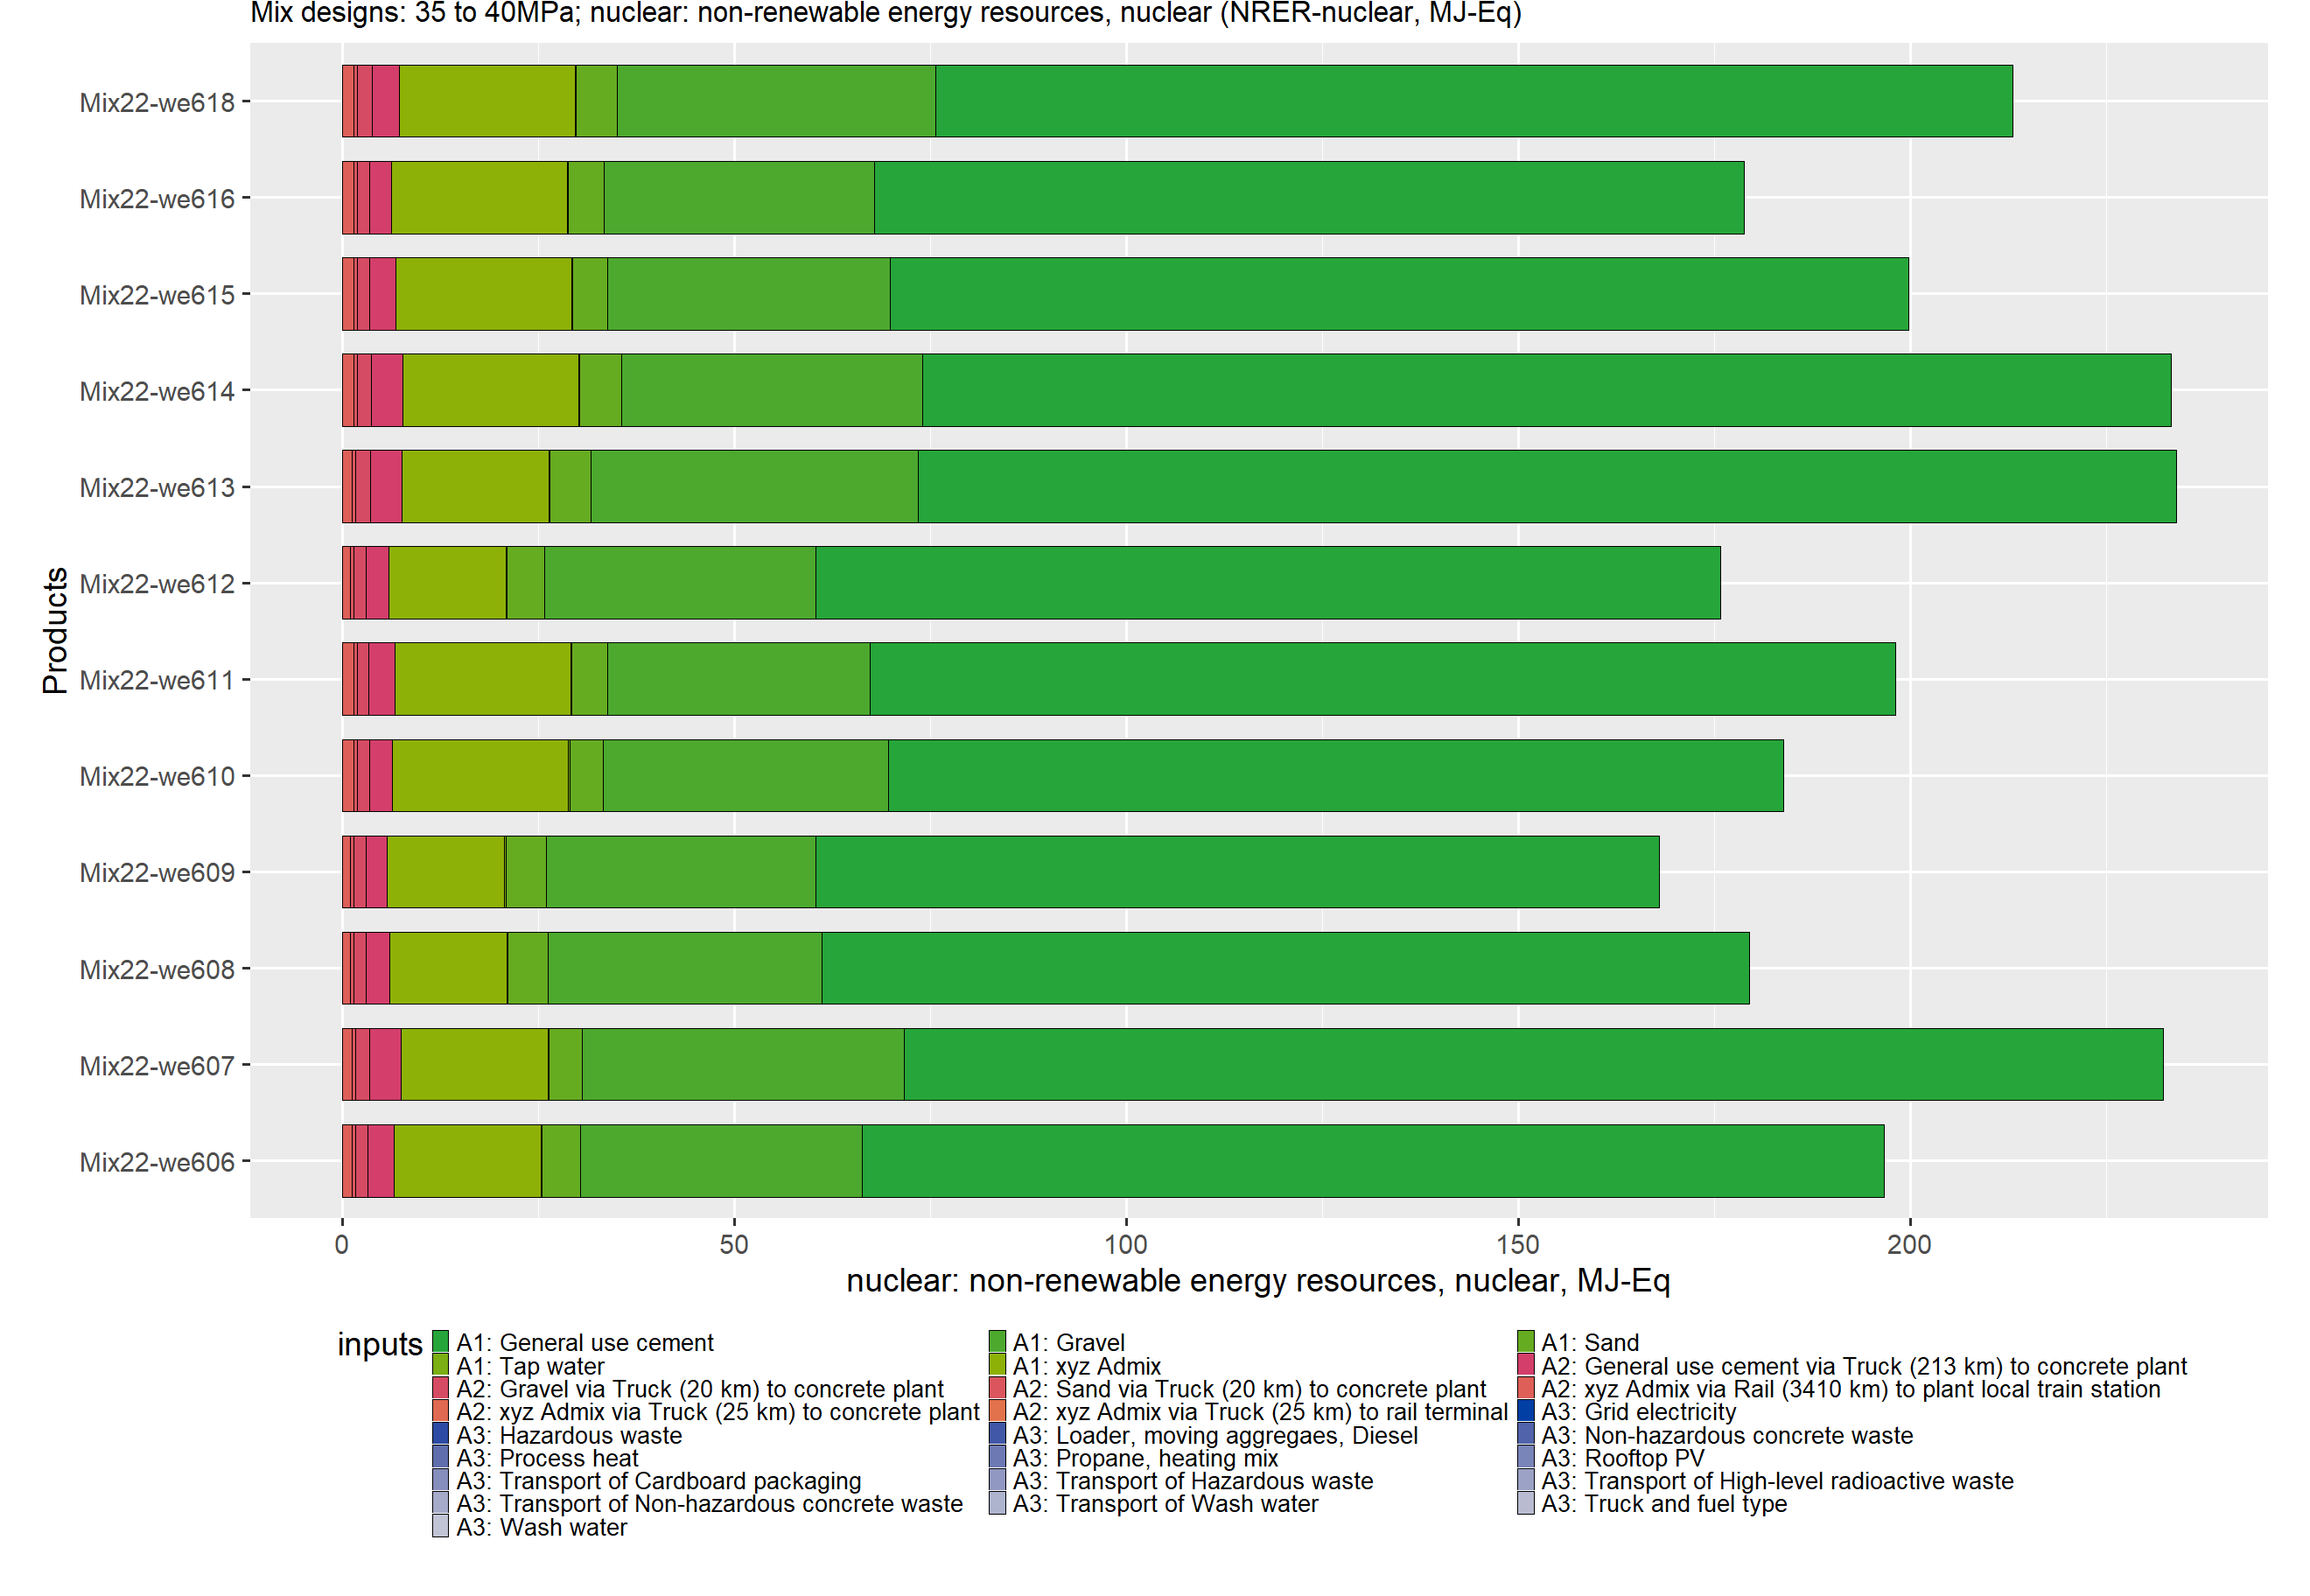 Mix designs: 35 to 40MPa; nuclear: non-renewable energy resources, nuclear (NRER-nuclear, MJ-Eq)
Products
Mix22-we618
Mix22-we616
Mix22-we615
Mix22-we614
Mix22-we613
Mix22-we612
Mix22-we611
Mix22-we610
Mix22-we609
Mix22-we608
Mix22-we607
Mix22-we606
0 50 100 150 200
nuclear: non-renewable energy resources, nuclear, MJ-Eq
inputs
A1: General use cement A1: Gravel A1: Sand
A1: Tap water A1: xyz Admix A2: General use cement via Truck (213 km) to concrete plant
A2: Gravel via Truck (20 km) to concrete plant A2: Sand via Truck (20 km) to concrete plant A2: xyz Admix via Rail (3410 km) to plant local train station
A2: xyz Admix via Truck (25 km) to concrete plant A2: xyz Admix via Truck (25 km) to rail terminal A3: Grid electricity
A3: Hazardous waste A3: Loader, moving aggregaes, Diesel A3: Non-hazardous concrete waste
A3: Process heat A3: Propane, heating mix A3: Rooftop PV
A3: Transport of Cardboard packaging A3: Transport of Hazardous waste A3: Transport of High-level radioactive waste
A3: Transport of Non-hazardous concrete waste A3: Transport of Wash water A3: Truck and fuel type
A3: Wash water